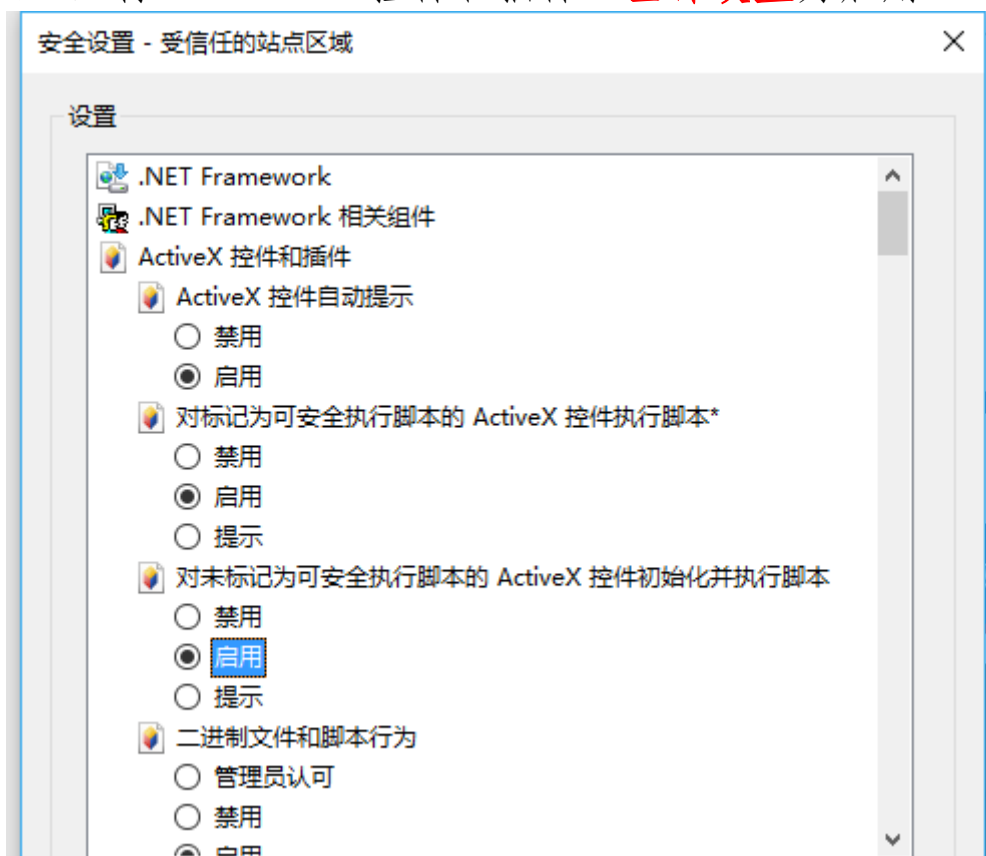 安全设置 - 受信任的站点区域
设置
.NET Framework
.NET Framework 相关组件
ActiveX 控件和插件
ActiveX 控件自动提示
禁用
启用
对标记为可安全执行脚本的 ActiveX 控件执行脚本*
禁用
启用
提示
对未标记为可安全执行脚本的 ActiveX 控件初始化并执行脚本
禁用
启用
提示
二进制文件和脚本行为
管理员认可
禁用
启用